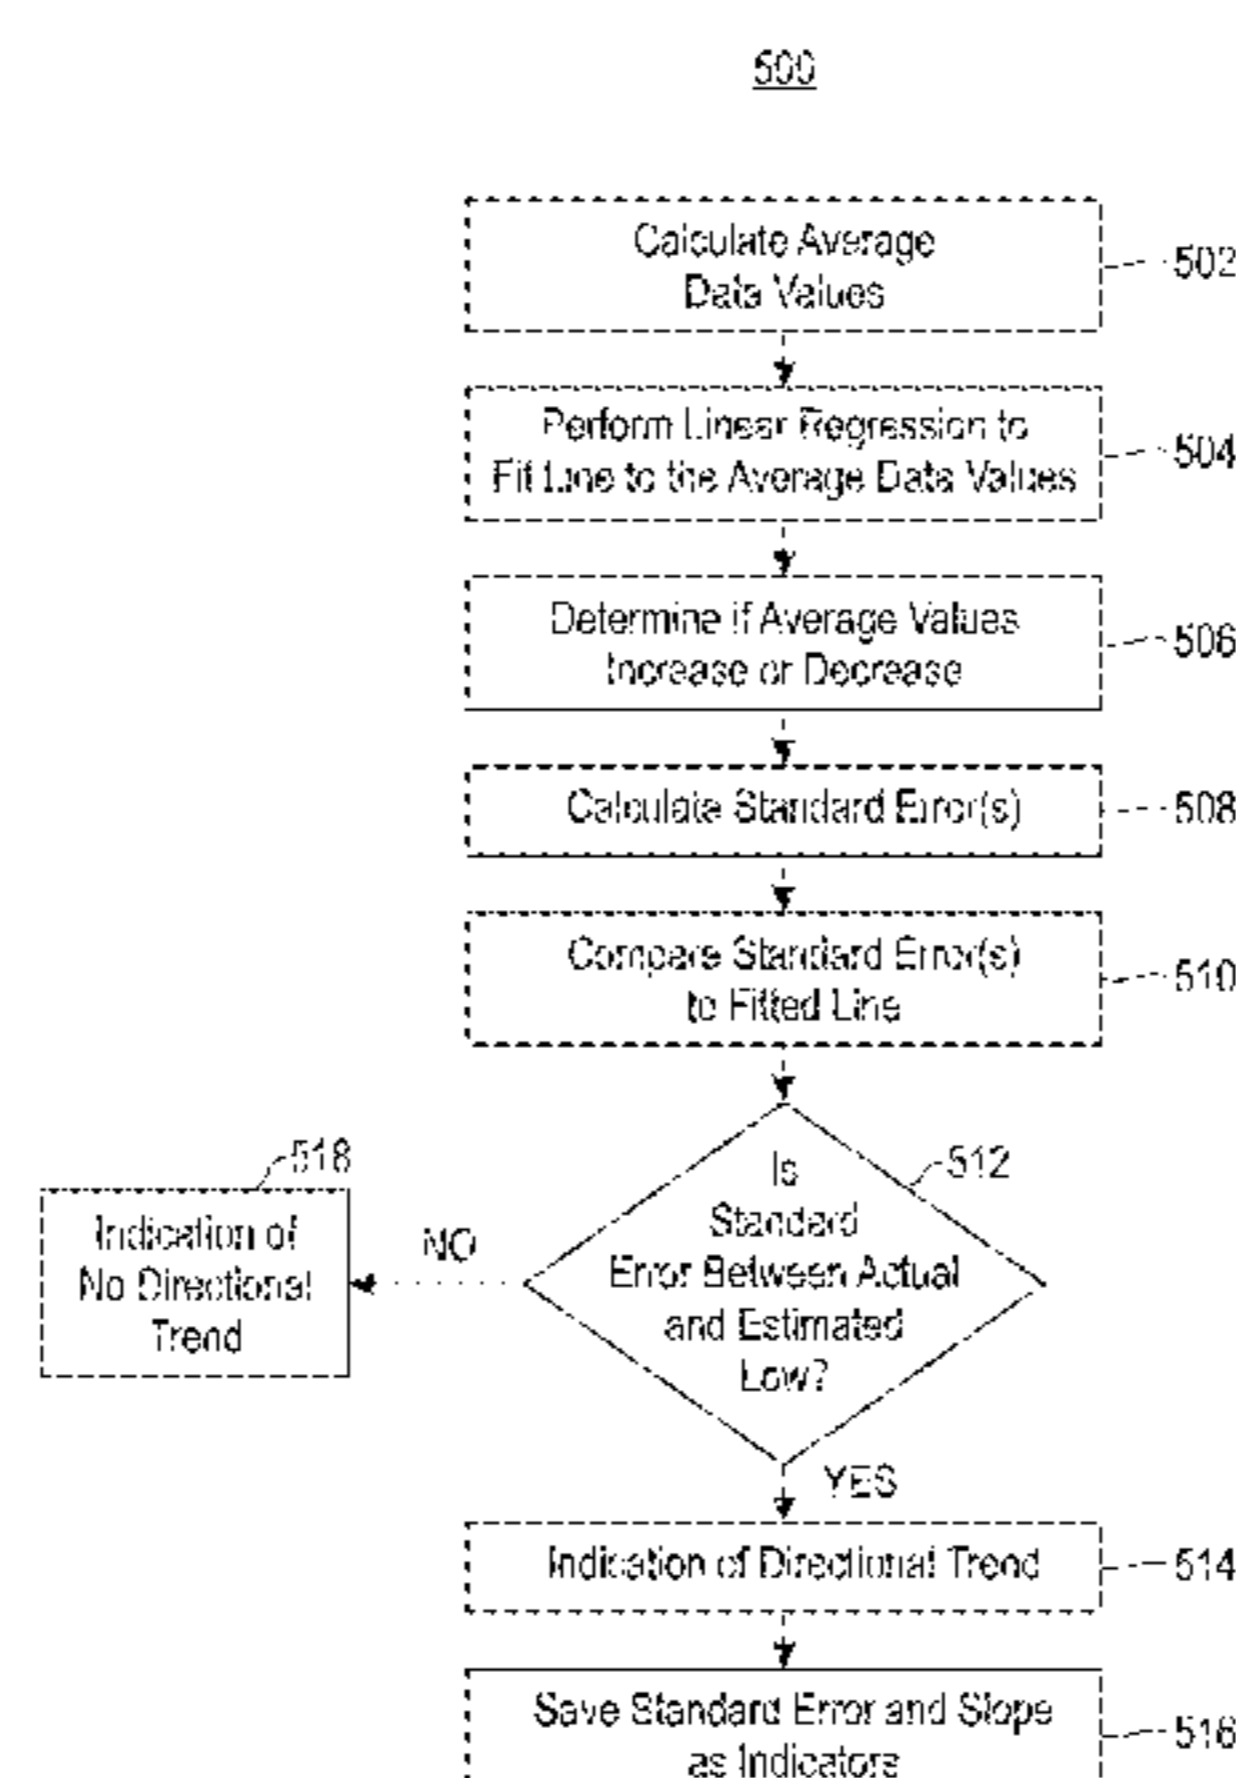 500
Calculate Average
Data Values
502
Perform Linear Regression to
Fit Line to the Average Data Values
504
Determine if Average Values
Increase or Decrease
506
Calculate Standard Error(s)
508
Compare Standard Error(s)
to Fitted Line
510
518
Indication of
No Directional
Trend
NO
512
Is
Standard
Error Between Actual
and Estimated
Low?
YES
Indication of Directional Trend
514
Save Standard Error and Slope
as Indicators
516